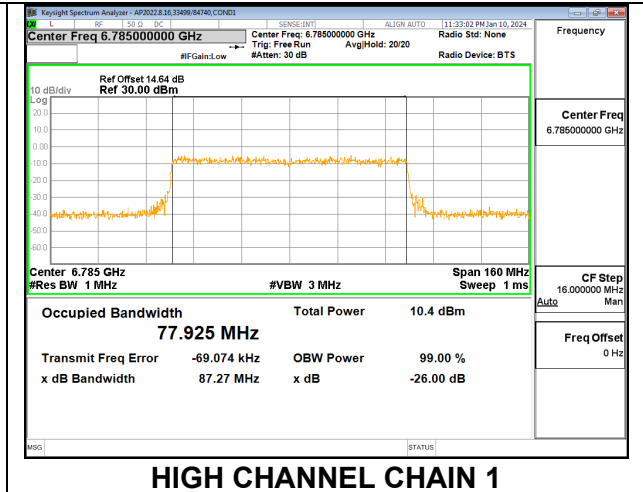 Keysight Spectrum Analyzer - AP2022.8.16,33499/84740,COND1
L RF 50 Ω DC SENSE:INT ALIGN AUTO 11:33:02 PM Jan 10, 2024
Center Freq 6.785000000 GHz Center Freq: 6.785000000 GHz Radio Std: None Frequency
Trig: Free Run Avg|Hold: 20/20
#IFGain:Low #Atten: 30 dB Radio Device: BTS
Ref Offset 14.64 dB
10 dB/div Ref 30.00 dBm
Log
20.0
10.0
0.00
-10.0
-20.0
-30.0
-40.0
-50.0
-60.0
Center Freq
6.785000000 GHz
Center 6.785 GHz Span 160 MHz
#Res BW 1 MHz #VBW 3 MHz Sweep 1 ms
CF Step
16.000000 MHz
Auto Man
Occupied Bandwidth Total Power 10.4 dBm
77.925 MHz
Freq Offset
0 Hz
Transmit Freq Error -69.074 kHz OBW Power 99.00 %
x dB Bandwidth 87.27 MHz x dB -26.00 dB
MSG STATUS
HIGH CHANNEL CHAIN 1